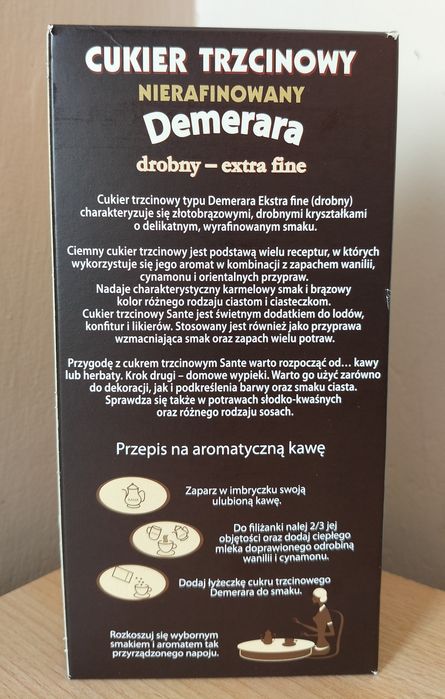 CUKIER TRZCINOWY
NIERAFINOWANY
Demerara
drobny – extra fine
Cukier trzcinowy typu Demerara Ekstra fine (drobny)
charakteryzuje się złotobrązowymi, drobnymi kryształkami
o delikatnym, wyrafinowanym smaku.
Ciemny cukier trzcinowy jest podstawą wielu receptur, w których
wykorzystuje się jego aromat w kombinacji z zapachem wanilii,
cynamonu i orientalnych przypraw.
Nadaje charakterystyczny karmelowy smak i brązowy
kolor różnego rodzaju ciastom i ciasteczkom.
Cukier trzcinowy Sante jest świetnym dodatkiem do lodów,
konfitur i likierów. Stosowany jest również jako przyprawa
wzmacniająca smak oraz zapach wielu potraw.
Przygodę z cukrem trzcinowym Sante warto rozpocząć od... kawy
lub herbaty. Krok drugi – domowe wypieki. Warto go użyć zarówno
do dekoracji, jak i podkreślenia barwy oraz smaku ciasta.
Sprawdza się także w potrawach słodko-kwaśnych
oraz różnego rodzaju sosach.
Przepis na aromatyczną kawę
Zaparz w imbryczku swoją
ulubioną kawę.
Do filiżanki nalej 2/3 jej
objętości oraz dodaj ciepłego
mleka doprawionego odrobiną
wanilii i cynamonu.
Dodaj łyżeczkę cukru trzcinowego
Demerara do smaku.
Rozkoszuj się wybornym
smakiem i aromatem tak
przyrządzonego napoju.